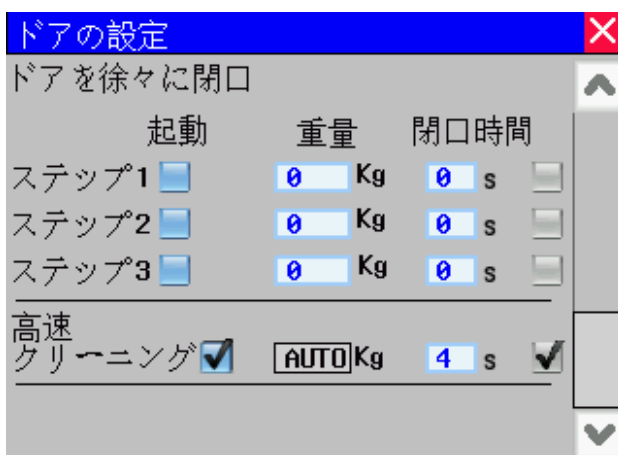 ドアの設定
ドアを徐々に閉口
起動 重量 閉口時間
ステップ1 0 Kg 0 s
ステップ2 0 Kg 0 s
ステップ3 0 Kg 0 s
高速
クリーニング AUTO Kg 4 s